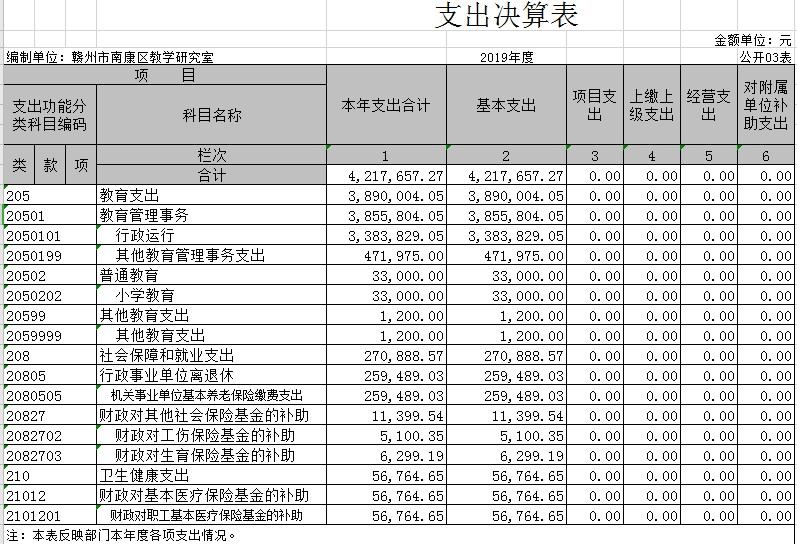 支出决算表
金额单位：元
编制单位：赣州市南康区教学研究室 2019年度 公开03表
项 目 本年支出合计 基本支出 项目支出 上缴上级支出 经营支出 对附属单位补助支出
支出功能分类科目编码 科目名称
类 款 项 栏次 1 2 3 4 5 6
合计 4,217,657.27 4,217,657.27 0.00 0.00 0.00 0.00
205 教育支出 3,890,004.05 3,890,004.05 0.00 0.00 0.00 0.00
20501 教育管理事务 3,855,804.05 3,855,804.05 0.00 0.00 0.00 0.00
2050101 行政运行 3,383,829.05 3,383,829.05 0.00 0.00 0.00 0.00
2050199 其他教育管理事务支出 471,975.00 471,975.00 0.00 0.00 0.00 0.00
20502 普通教育 33,000.00 33,000.00 0.00 0.00 0.00 0.00
2050202 小学教育 33,000.00 33,000.00 0.00 0.00 0.00 0.00
20599 其他教育支出 1,200.00 1,200.00 0.00 0.00 0.00 0.00
2059999 其他教育支出 1,200.00 1,200.00 0.00 0.00 0.00 0.00
208 社会保障和就业支出 270,888.57 270,888.57 0.00 0.00 0.00 0.00
20805 行政事业单位离退休 259,489.03 259,489.03 0.00 0.00 0.00 0.00
2080505 机关事业单位基本养老保险缴费支出 259,489.03 259,489.03 0.00 0.00 0.00 0.00
20827 财政对其他社会保险基金的补助 11,399.54 11,399.54 0.00 0.00 0.00 0.00
2082702 财政对工伤保险基金的补助 5,100.35 5,100.35 0.00 0.00 0.00 0.00
2082703 财政对生育保险基金的补助 6,299.19 6,299.19 0.00 0.00 0.00 0.00
210 卫生健康支出 56,764.65 56,764.65 0.00 0.00 0.00 0.00
21012 财政对基本医疗保险基金的补助 56,764.65 56,764.65 0.00 0.00 0.00 0.00
2101201 财政对职工基本医疗保险基金的补助 56,764.65 56,764.65 0.00 0.00 0.00 0.00
注：本表反映部门本年度各项支出情况。